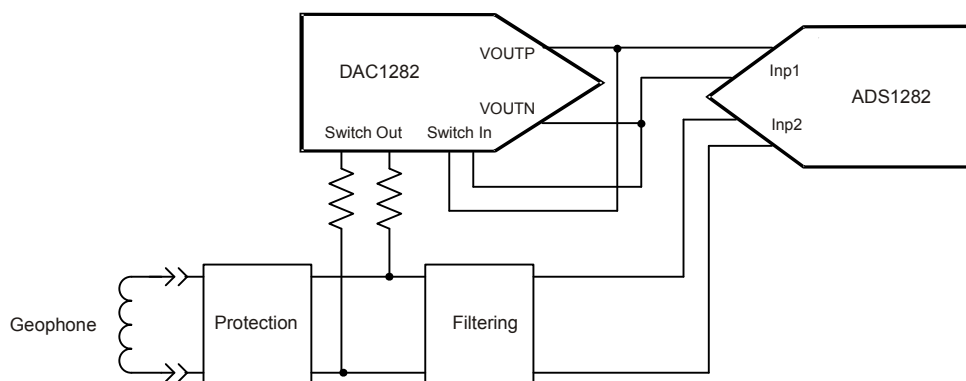 VOUTP
DAC1282
Inp1
ADS1282
VOUTN
Inp2
Switch Out
Switch In
Geophone
Protection
Filtering